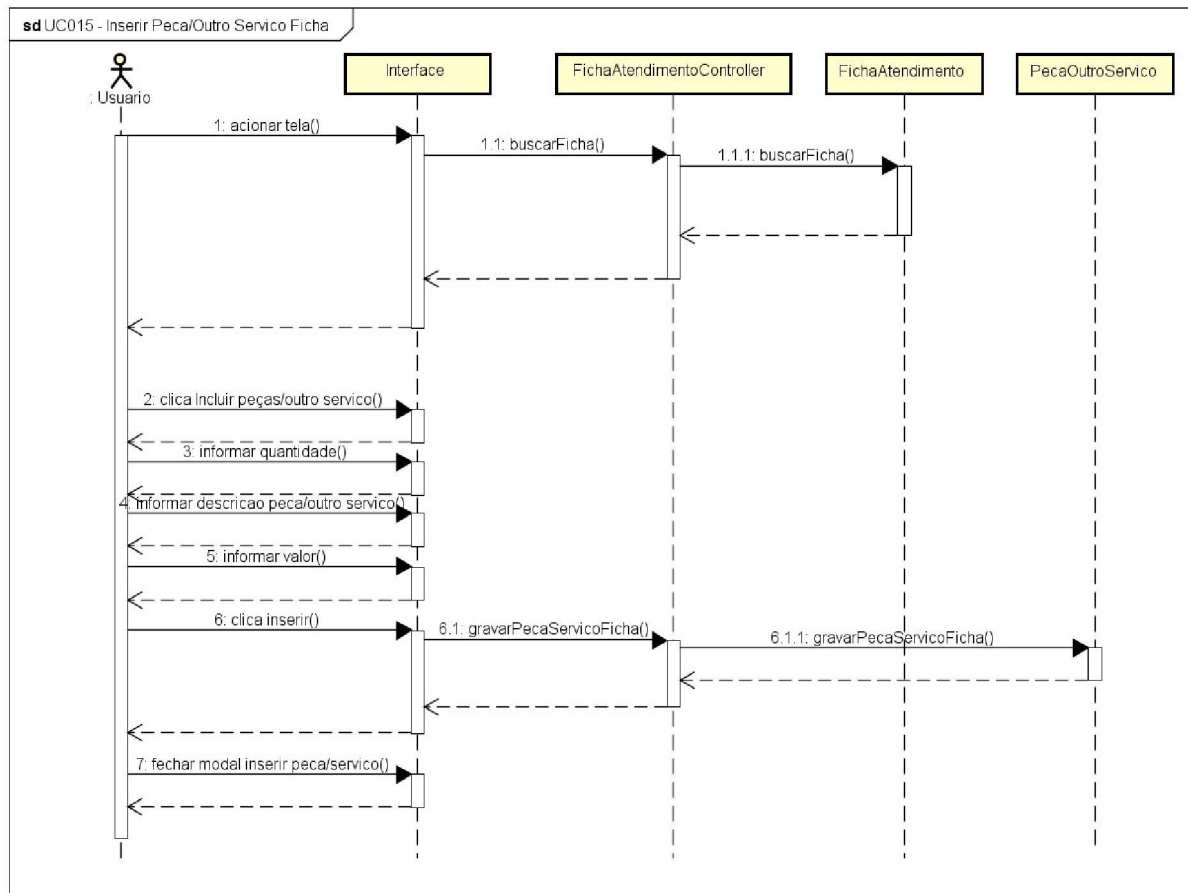 sd UC015 - Inserir Peca/Outro Servico Ficha
: Usuario
Interface
FichaAtendimentoController
FichaAtendimento
PecaOutroServico
1: acionar tela()
1.1: buscarFicha()
1.1.1: buscarFicha()
2: clica Incluir peças/outro servico()
3: informar quantidade()
4: informar descricao peca/outro servico()
5: informar valor()
6: clica inserir()
6.1: gravarPecaServicoFicha()
6.1.1: gravarPecaServicoFicha()
7: fechar modal inserir peca/servico()